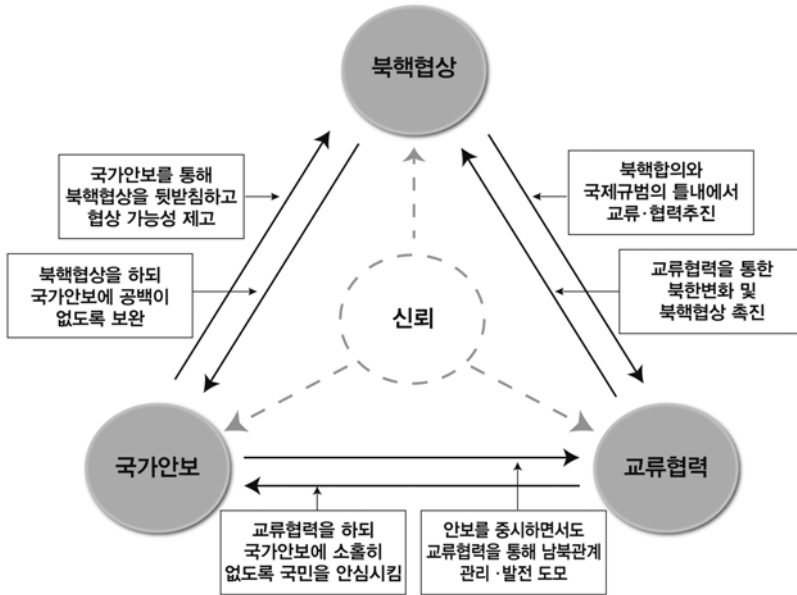 북핵협상
국가안보를 통해
북핵협상을 뒷받침하고
협상 가능성 제고
북핵합의와
국제규범의 틀내에서
교류·협력추진
북핵협상을 하되
국가안보에 공백이
없도록 보완
교류협력을 통한
북한변화 및
북핵협상 촉진
신뢰
국가안보
교류협력
교류협력을 하되
국가안보에 소홀히
없도록 국민을 안심시킴
안보를 중시하면서도
교류협력을 통해 남북관계
관리·발전 도모